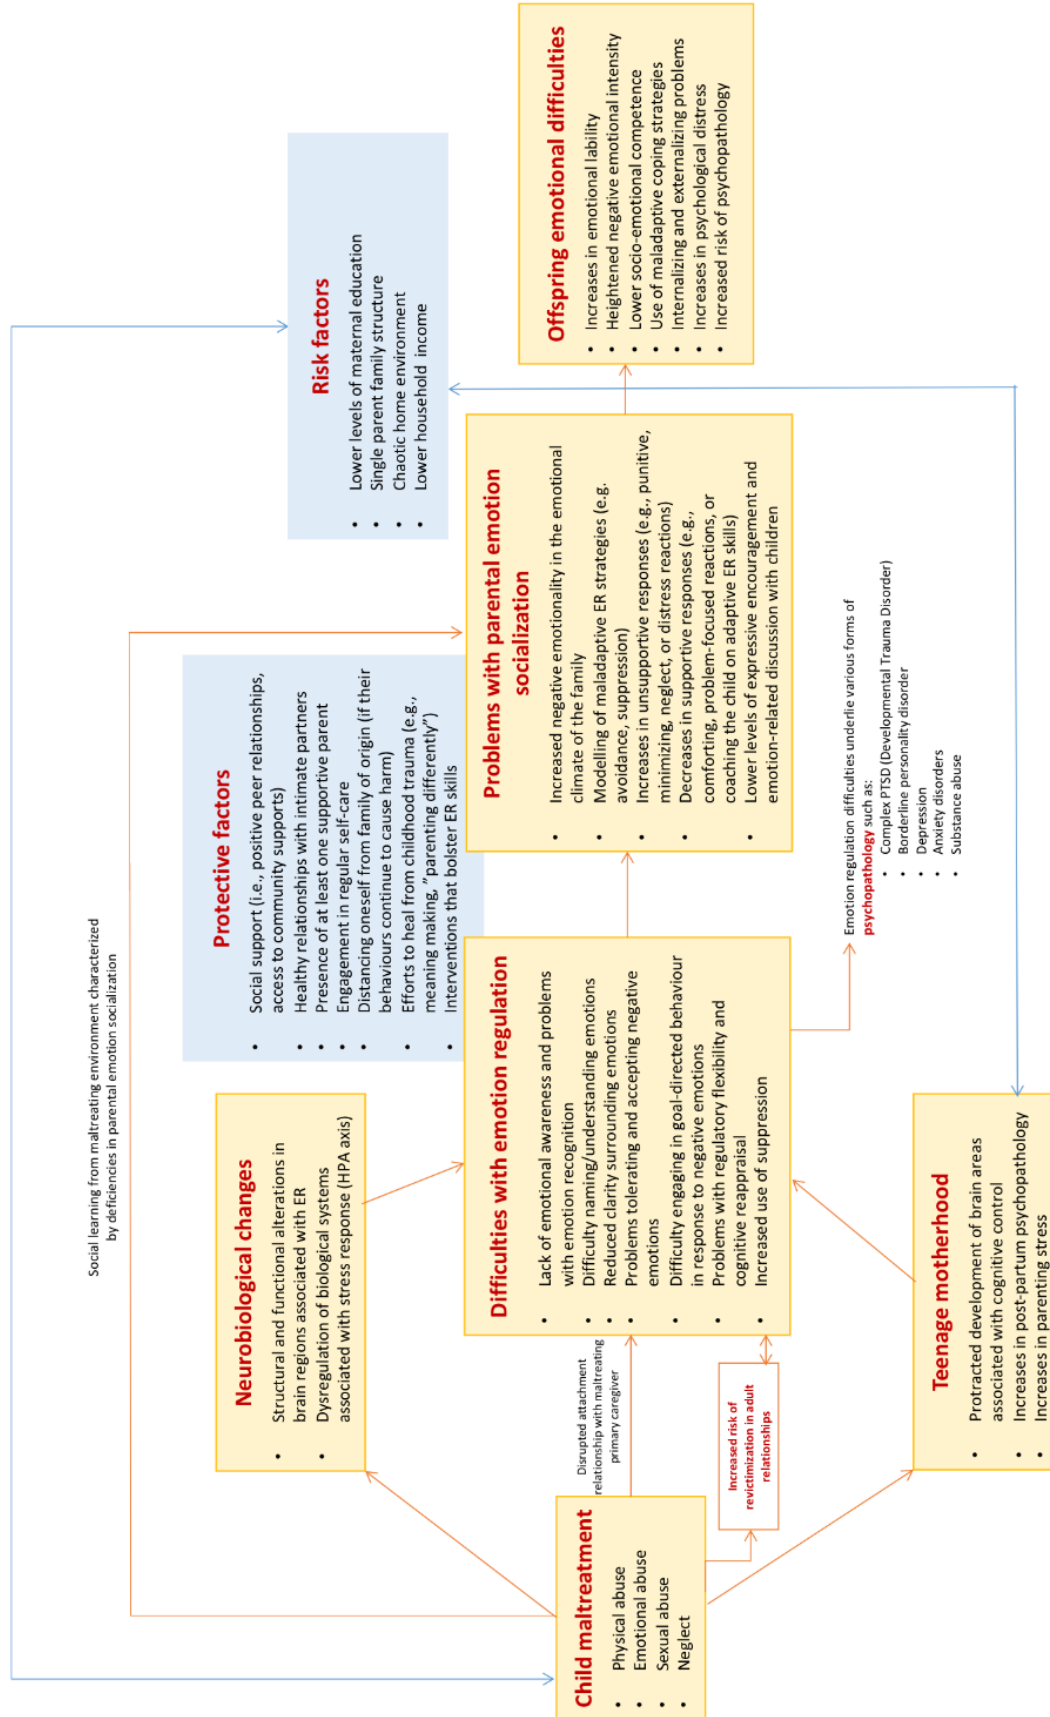 Social learning from maltreating environment characterized
by deficiencies in parental emotion socialization
Child maltreatment
• Physical abuse
• Emotional abuse
• Sexual abuse
• Neglect
Neurobiological changes
• Structural and functional alterations in
brain regions associated with ER
• Dysregulation of biological systems
associated with stress response (HPA axis)
Disrupted attachment
relationship with maltreating
primary caregiver
Increased risk of
revictimization in adult
relationships
Teenage motherhood
• Protracted development of brain areas
associated with cognitive control
• Increases in post-partum psychopathology
• Increases in parenting stress
Difficulties with emotion regulation
• Lack of emotional awareness and problems
with emotion recognition
• Difficulty naming/understanding emotions
• Reduced clarity surrounding emotions
• Problems tolerating and accepting negative
emotions
• Difficulty engaging in goal-directed behaviour
in response to negative emotions
• Problems with regulatory flexibility and
cognitive reappraisal
• Increased use of suppression
Protective factors
• Social support (i.e., positive peer relationships,
access to community supports)
• Healthy relationships with intimate partners
• Presence of at least one supportive parent
• Engagement in regular self-care
• Distancing oneself from family of origin (if their
behaviours continue to cause harm)
• Efforts to heal from childhood trauma (e.g.,
meaning making,"parenting differently")
• Interventions that bolster ER skills
Emotion regulation difficulties underlie various forms of
psychopathology such as:
• Complex PTSD (Developmental Trauma Disorder)
• Borderline personality disorder
• Depression
• Anxiety disorders
• Substance abuse
Problems with parental emotion
socialization
• Increased negative emotionality in the emotional
climate of the family
• Modelling of maladaptive ER strategies (e.g.
avoidance, suppression)
• Increases in unsupportive responses (e.g., punitive,
minimizing, neglect, or distress reactions)
• Decreases in supportive responses (e.g.,
comforting, problem-focused reactions, or
coaching the child on adaptive ER skills)
• Lower levels of expressive encouragement and
emotion-related discussion with children
Risk factors
• Lower levels of maternal education
• Single parent family structure
• Chaotic home environment
• Lower household income
Offspring emotional difficulties
• Increases in emotional lability
• Heightened negative emotional intensity
• Lower socio-emotional competence
• Use of maladaptive coping strategies
• Internalizing and externalizing problems
• Increases in psychological distress
• Increased risk of psychopathology